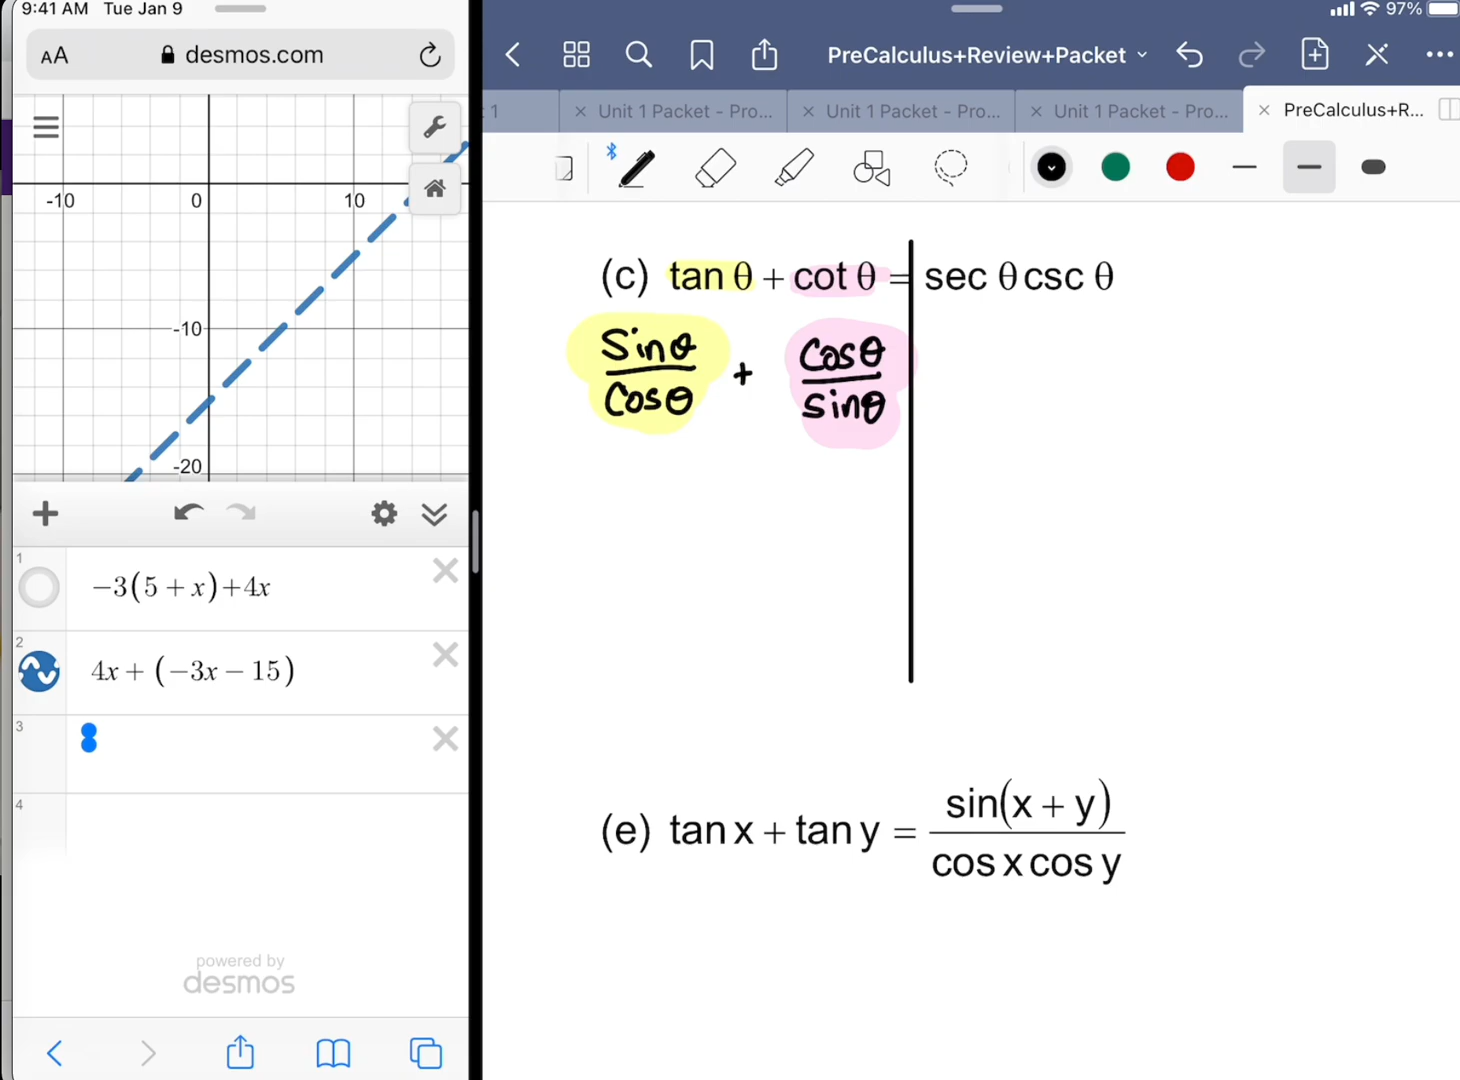 9:41 AM Tue Jan 9
AA desmos.com
-10 0 10
-10
-20
1
−3(5 + x)+4x
2
4x + (−3x − 15)
3
4
powered by
desmos
97%
PreCalculus+Review+Packet
1 Unit 1 Packet - Pro... Unit 1 Packet - Pro... Unit 1 Packet - Pro... PreCalculus+R...
(c) tan θ + cot θ = sec θ csc θ
Sinθ/Cosθ + Cosθ/Sinθ
(e) tan x + tan y = sin(x + y)/cos x cos y